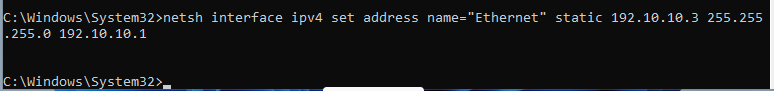 C:\Windows\System32>netsh interface ipv4 set address name="Ethernet" static 192.10.10.3 255.255
.255.0 192.10.10.1
C:\Windows\System32>